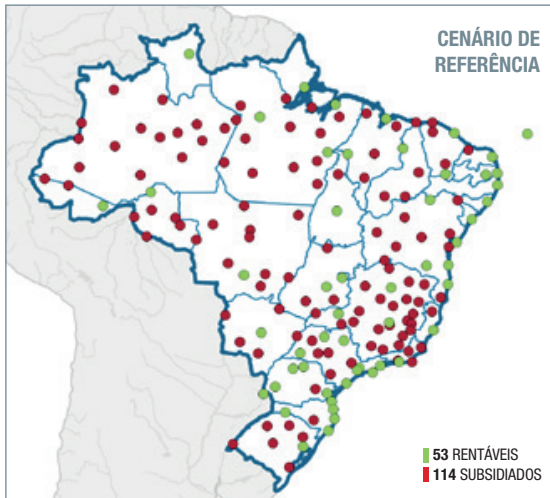 CENÁRIO DE
REFERÊNCIA
53 RENTÁVEIS
114 SUBSIDIADOS